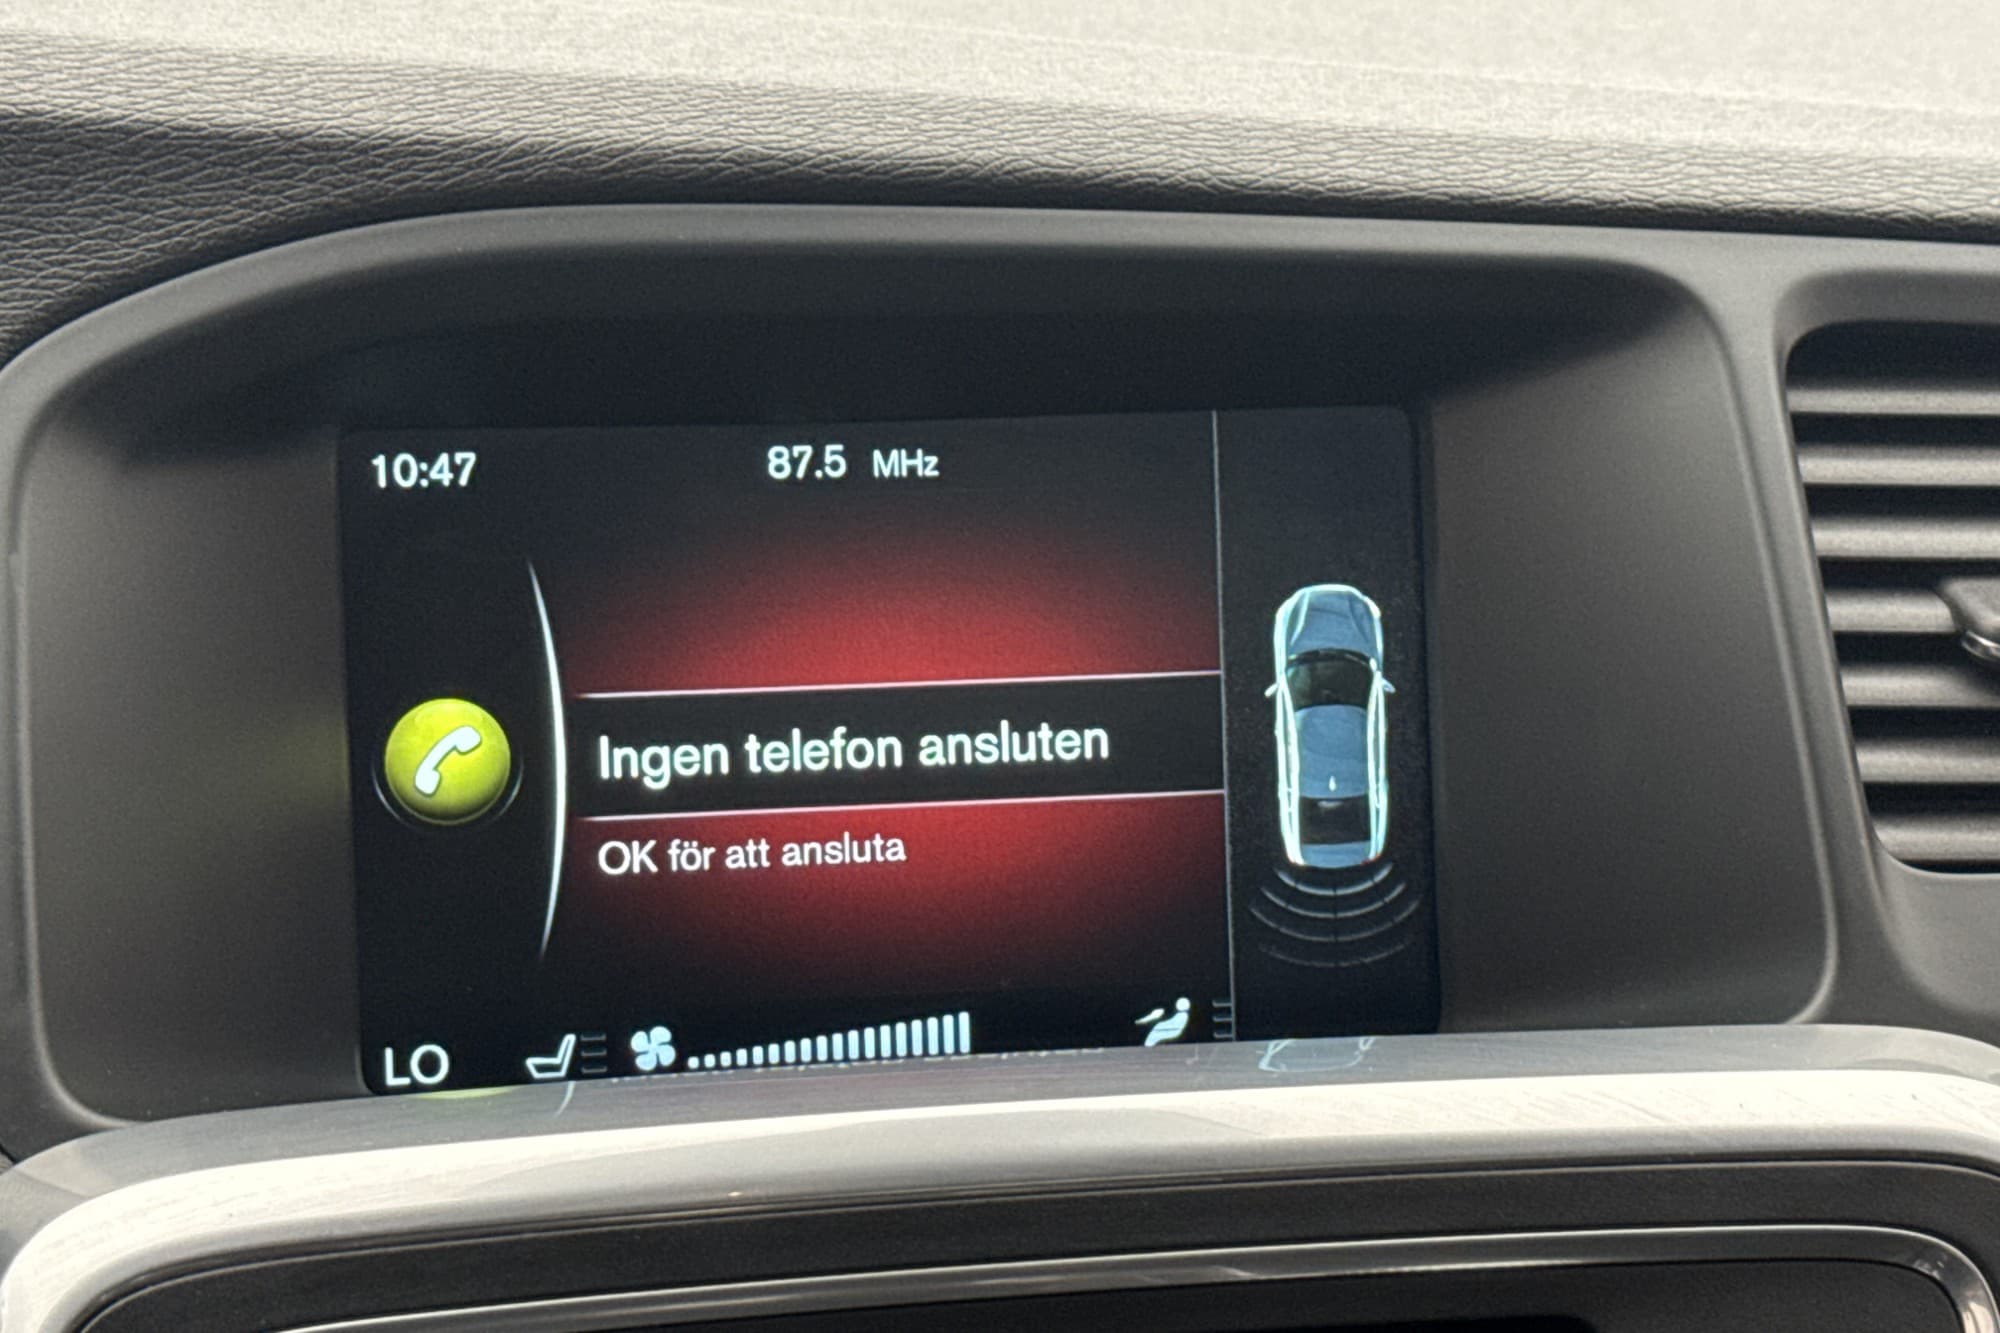 10:47
87.5 MHz
Ingen telefon ansluten
OK för att ansluta
LO